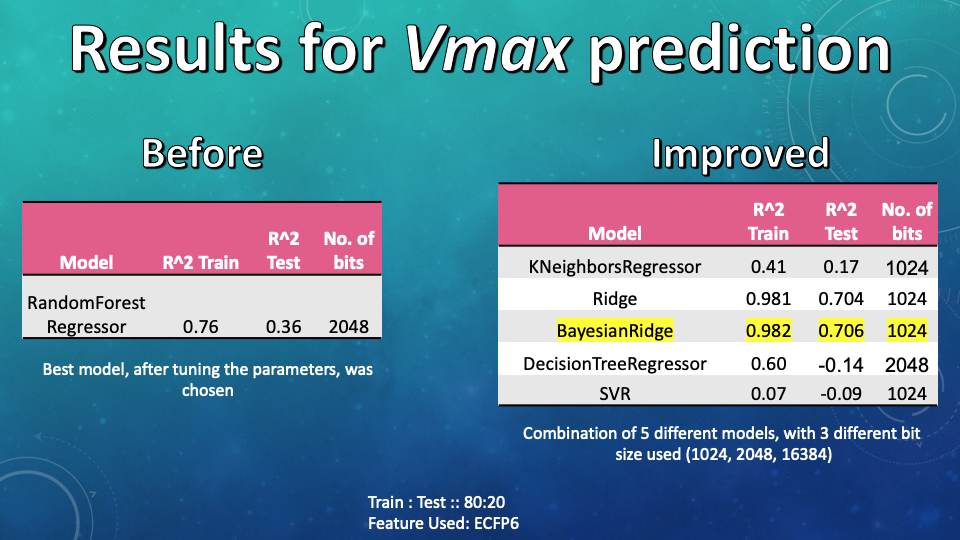 Results for Vmax prediction
Before
Model R^2 Train R^2 Test No. of bits
RandomForest Regressor 0.76 0.36 2048
Best model, after tuning the parameters, was
chosen
Improved
Model R^2 Train R^2 Test No. of bits
KNeighborsRegressor 0.41 0.17 1024
Ridge 0.981 0.704 1024
BayesianRidge 0.982 0.706 1024
DecisionTreeRegressor 0.60 -0.14 2048
SVR 0.07 -0.09 1024
Combination of 5 different models, with 3 different bit
size used (1024, 2048, 16384)
Train : Test :: 80:20
Feature Used: ECFP6